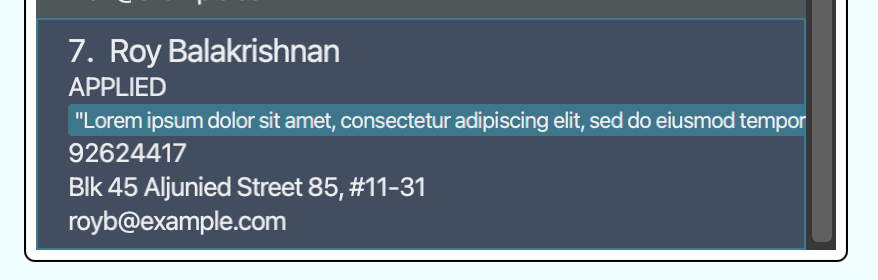 7. Roy Balakrishnan
APPLIED
"Lorem ipsum dolor sit amet, consectetur adipiscing elit, sed do eiusmod tempor
92624417
Blk 45 Aljunied Street 85, #11-31
royb@example.com